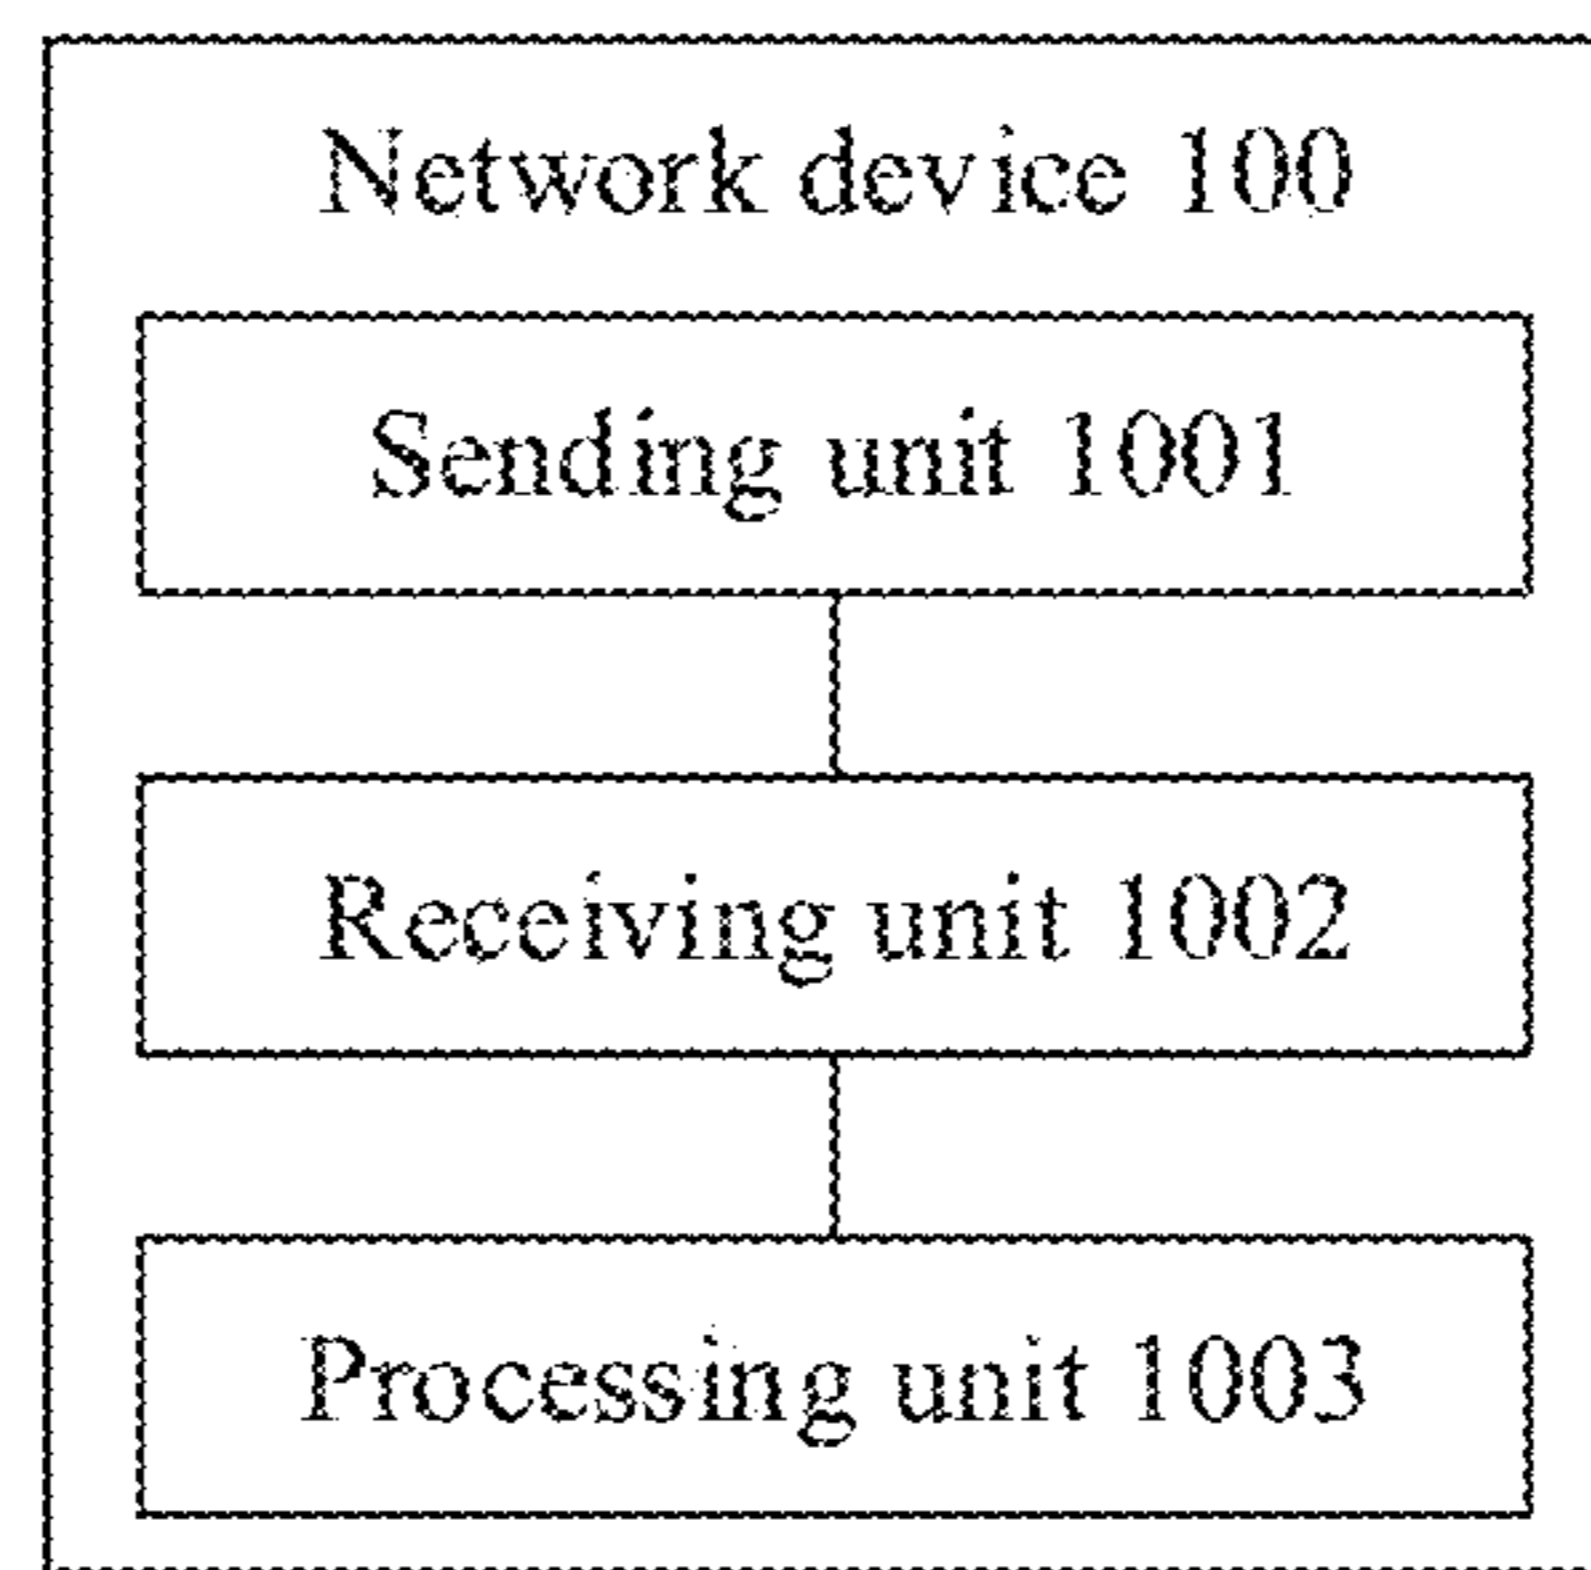 Network device 100
Sending unit 1001
Receiving unit 1002
Processing unit 1003